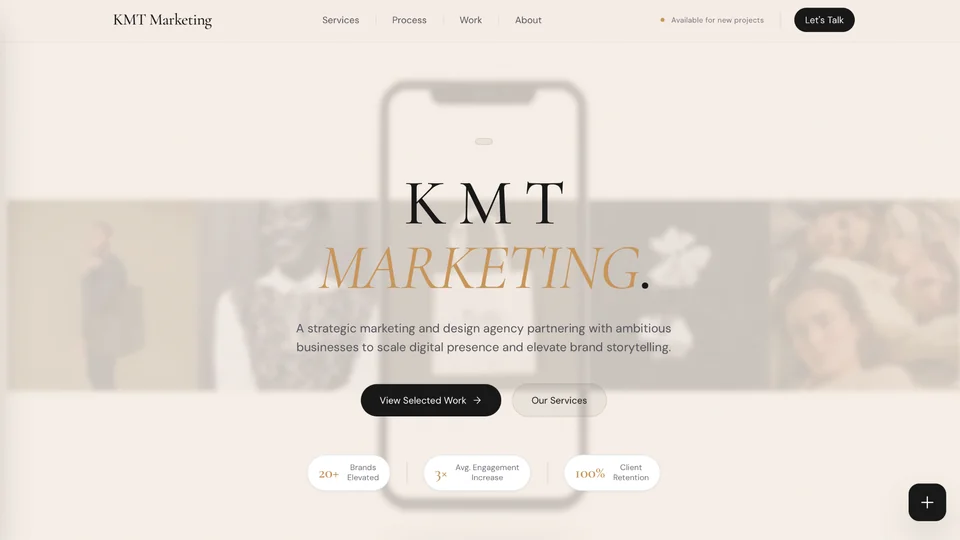 KMT Marketing
Services
Process
Work
About
Available for new projects
Let's Talk
KMT
MARKETING.
A strategic marketing and design agency partnering with ambitious
businesses to scale digital presence and elevate brand storytelling.
View Selected Work →
Our Services
20+
Brands
Elevated
3×
Avg. Engagement
Increase
100%
Client
Retention